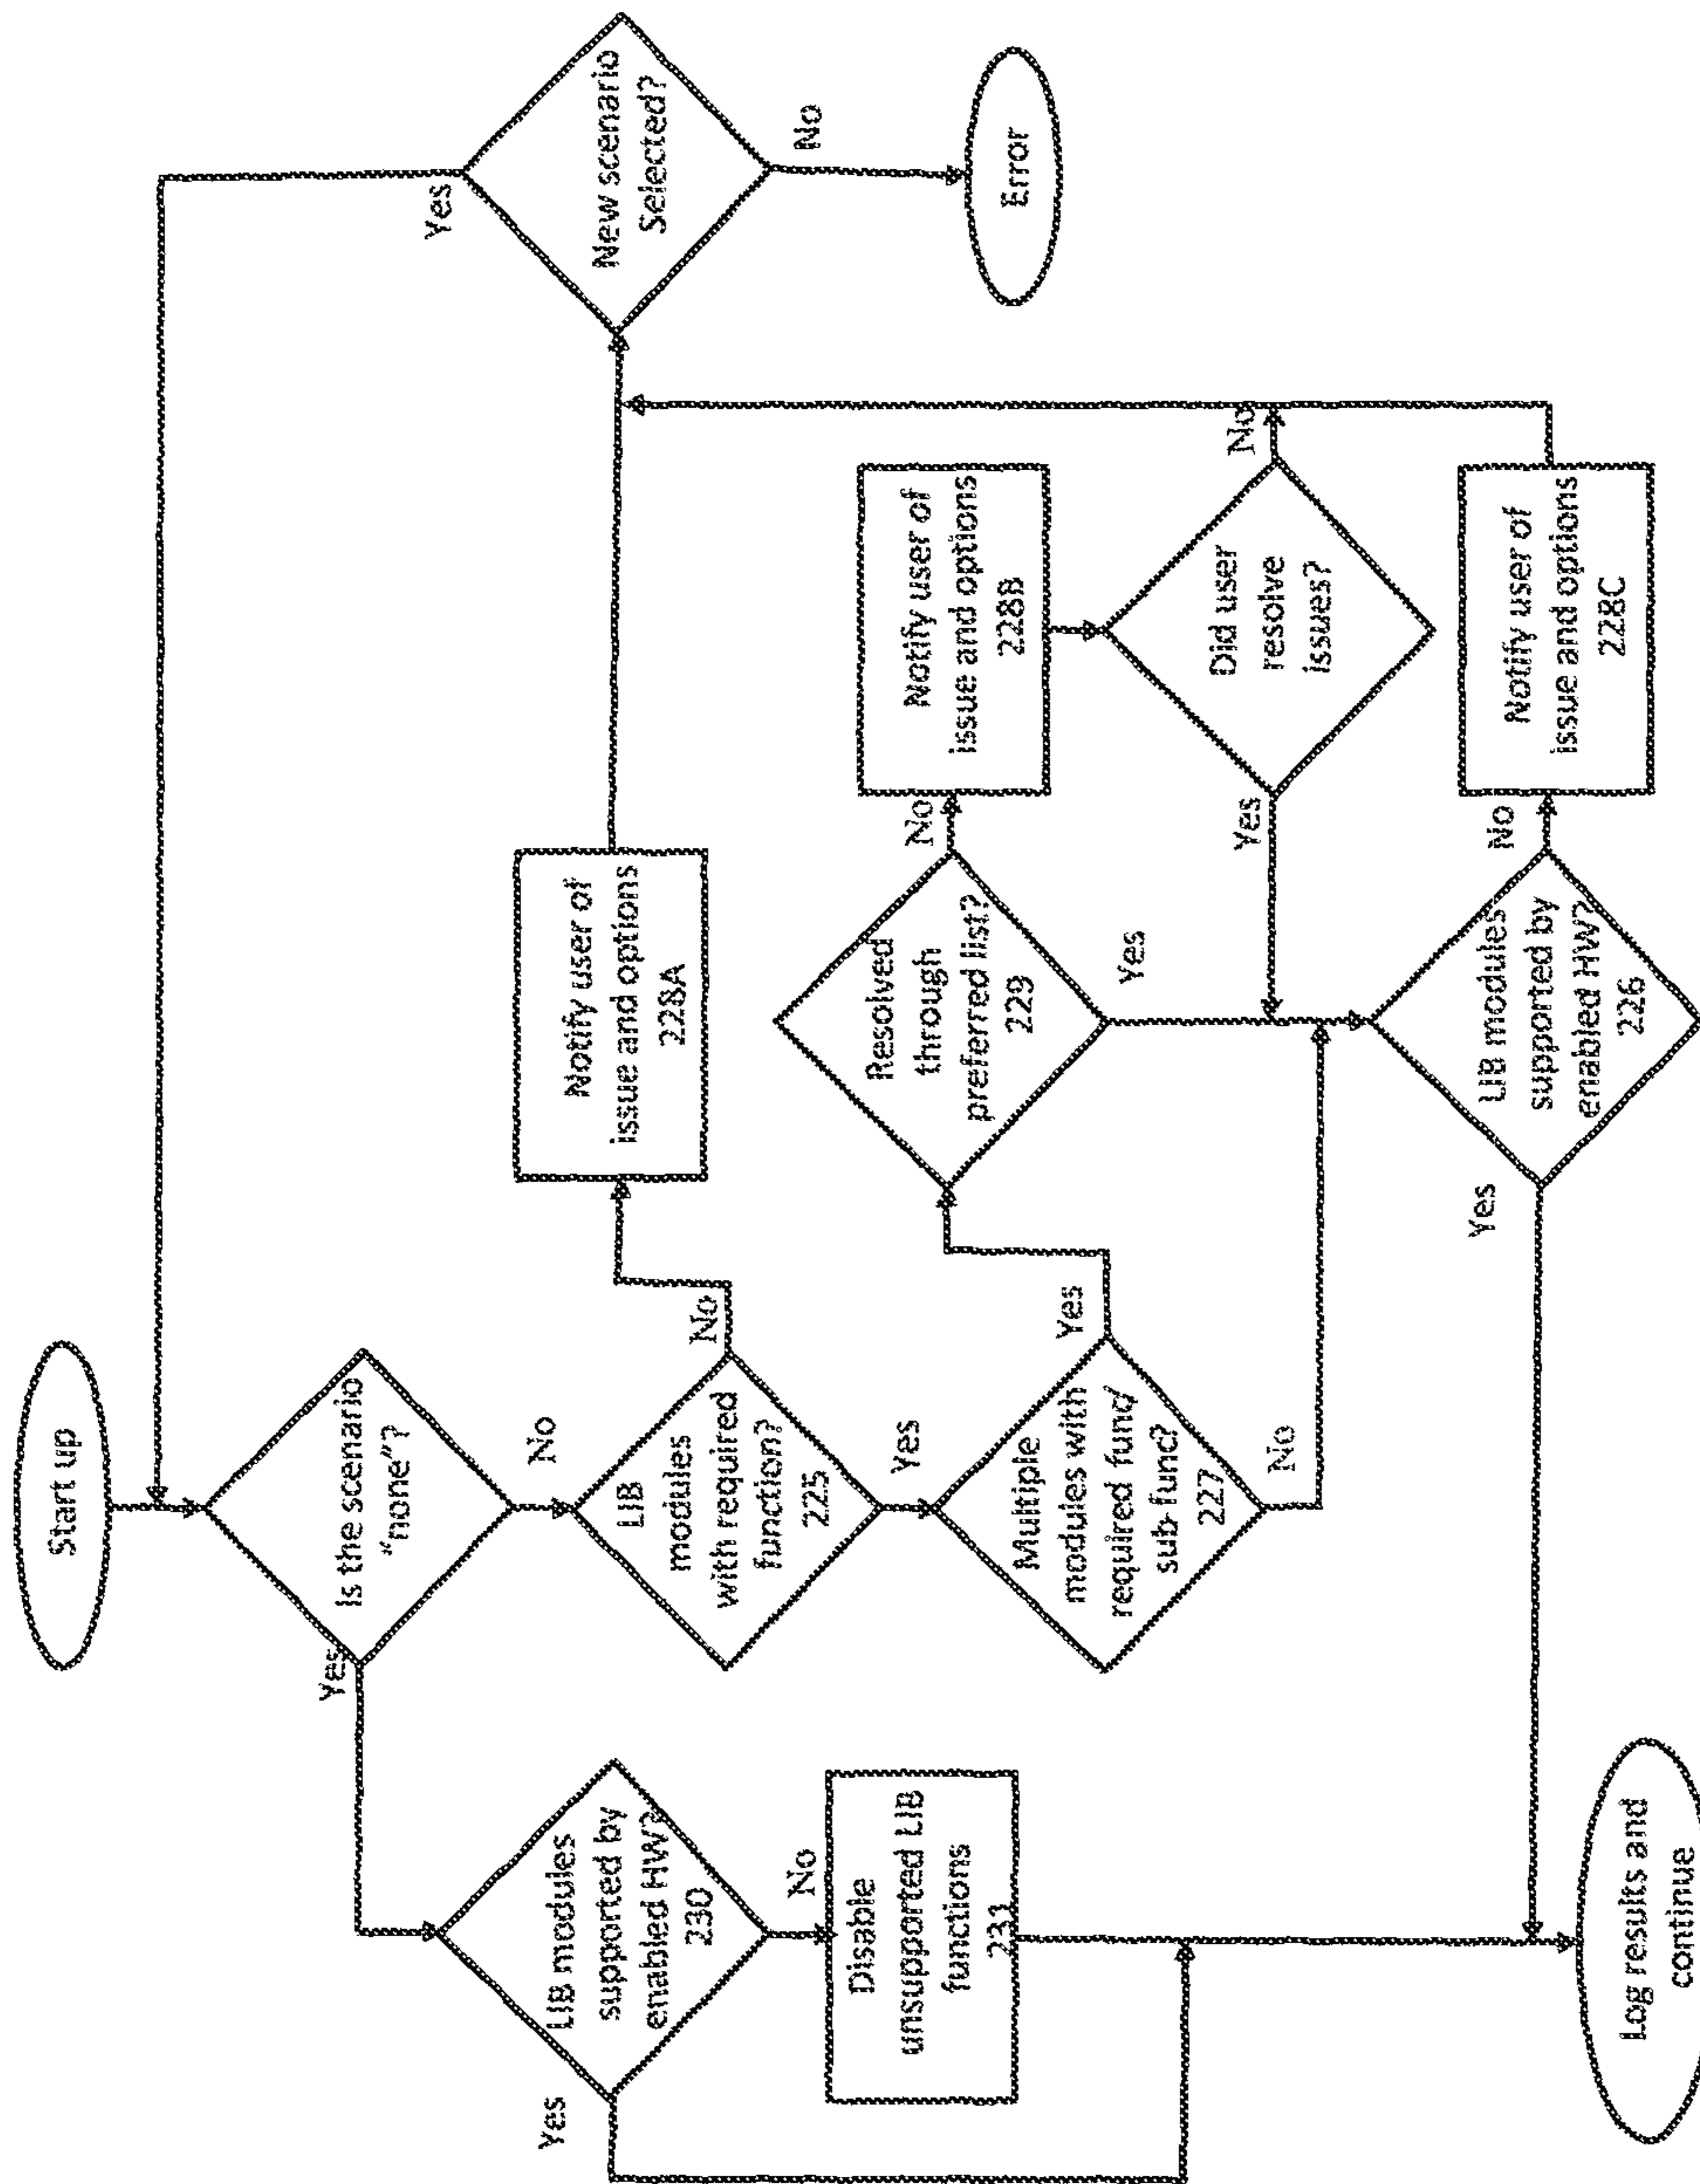 Start up
Is the scenario
"none"?
Yes
No
LIB modules
supported by
enabled HW?
230
Yes
No
Disable
unsupported LIB
functions
231
LIB
modules
with required
function?
225
No
Yes
Notify user of
issue and options
228A
New scenario
Selected?
Yes
No
Error
Multiple
modules with
required func/
sub-func?
227
Yes
No
Resolved
through
preferred list?
229
No
Yes
Notify user of
issue and options
228B
Did user
resolve
issues?
No
Yes
LIB modules
supported by
enabled HW?
226
No
Yes
Notify user of
issue and options
228C
Log results and
continue